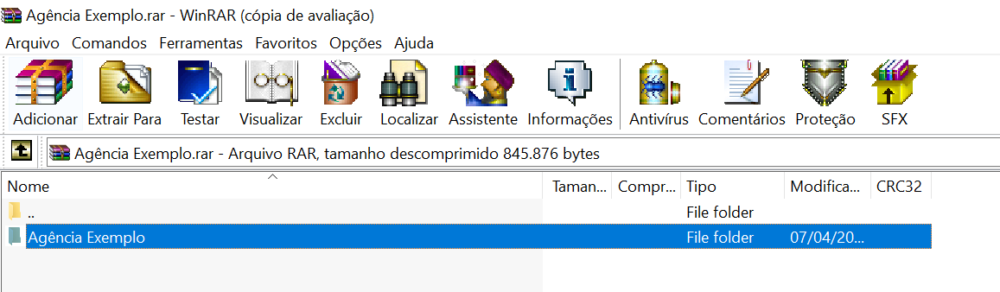 Agência Exemplo.rar - WinRAR (cópia de avaliação)
Arquivo Comandos Ferramentas Favoritos Opções Ajuda
Adicionar Extrair Para Testar Visualizar Excluir Localizar Assistente Informações Antivírus Comentários Proteção SFX
Agência Exemplo.rar - Arquivo RAR, tamanho descomprimido 845.876 bytes
Nome Taman... Compr... Tipo Modifica... CRC32
.. File folder
Agência Exemplo File folder 07/04/20...